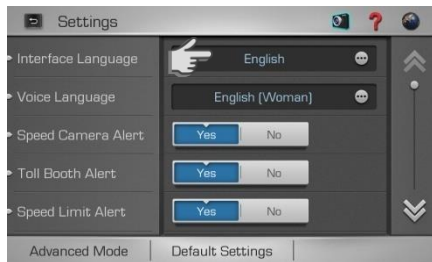 Settings
?
Interface Language English
Voice Language English (Woman)
Speed Camera Alert Yes No
Toll Booth Alert Yes No
Speed Limit Alert Yes No
Advanced Mode Default Settings